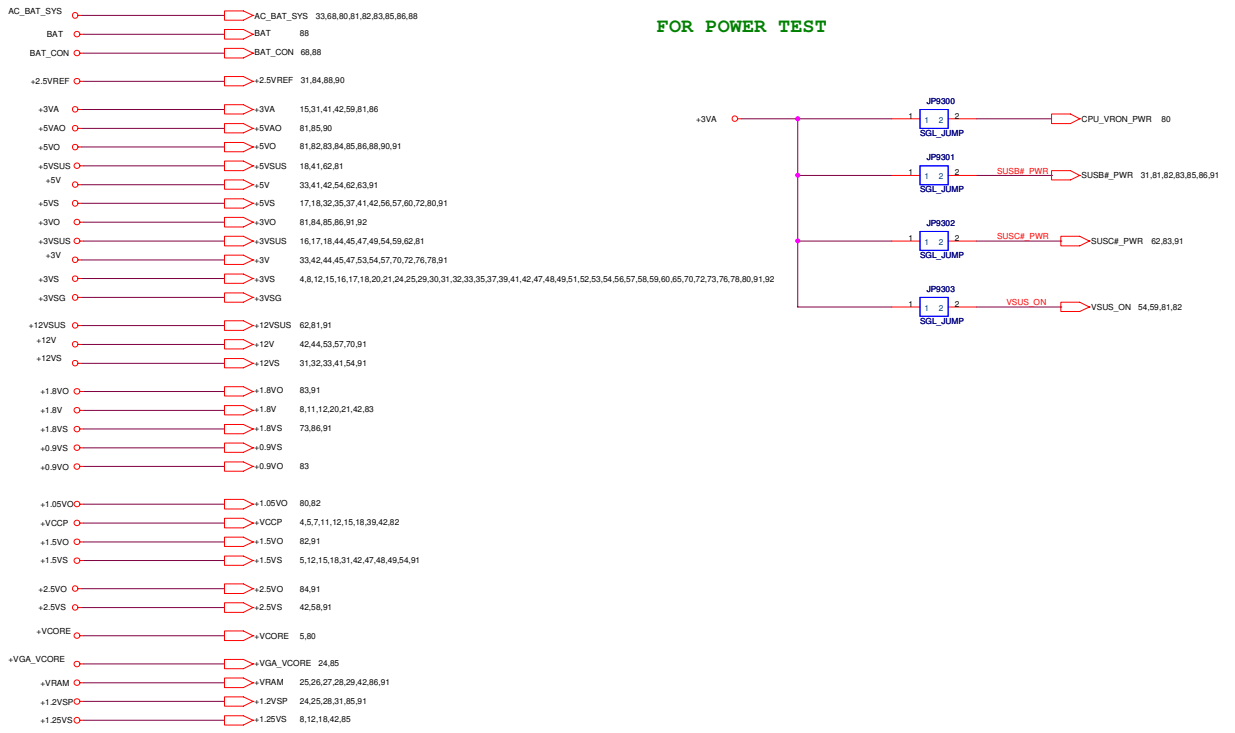 AC_BAT_SYS AC_BAT_SYS 33,68,80,81,82,83,85,86,88
BAT BAT 88
BAT_CON BAT_CON 68,88
+2.5VREF +2.5VREF 31,84,88,90
+3VA +3VA 15,31,41,42,59,81,86
+5VAO +5VAO 81,85,90
+5VO +5VO 81,82,83,84,85,86,88,90,91
+5VSUS +5VSUS 18,41,62,81
+5V +5V 33,41,42,54,62,63,91
+5VS +5VS 17,18,32,35,37,41,42,56,57,60,72,80,91
+3VO +3VO 81,84,85,86,91,92
+3VSUS +3VSUS 16,17,18,44,45,47,49,54,59,62,81
+3V +3V 33,42,44,45,47,53,54,57,70,72,76,78,91
+3VS +3VS 4,8,12,15,16,17,18,20,21,24,25,29,30,31,32,33,35,37,39,41,42,47,48,49,51,52,53,54,56,57,58,59,60,65,70,72,73,76,78,80,91,92
+3VSG +3VSG
+12VSUS +12VSUS 62,81,91
+12V +12V 42,44,53,57,70,91
+12VS +12VS 31,32,33,41,54,91
+1.8VO +1.8VO 83,91
+1.8V +1.8V 8,11,12,20,21,42,83
+1.8VS +1.8VS 73,86,91
+0.9VS +0.9VS
+0.9VO +0.9VO 83
+1.05VO +1.05VO 80,82
+VCCP +VCCP 4,5,7,11,12,15,18,39,42,82
+1.5VO +1.5VO 82,91
+1.5VS +1.5VS 5,12,15,18,31,42,47,48,49,54,91
+2.5VO +2.5VO 84,91
+2.5VS +2.5VS 42,58,91
+VCORE +VCORE 5,80
+VGA_VCORE +VGA_VCORE 24,85
+VRAM +VRAM 25,26,27,28,29,42,86,91
+1.2VSP +1.2VSP 24,25,28,31,85,91
+1.25VS +1.25VS 8,12,18,42,85
FOR POWER TEST
JP9300
+3VA 1 1 2 2 CPU_VRON_PWR 80
SGL_JUMP
JP9301
1 1 2 2 SUSB#_PWR SUSB#_PWR 31,81,82,83,85,86,91
SGL_JUMP
JP9302
1 1 2 2 SUSC#_PWR SUSC#_PWR 62,83,91
SGL_JUMP
JP9303
1 1 2 2 VSUS_ON VSUS_ON 54,59,81,82
SGL_JUMP